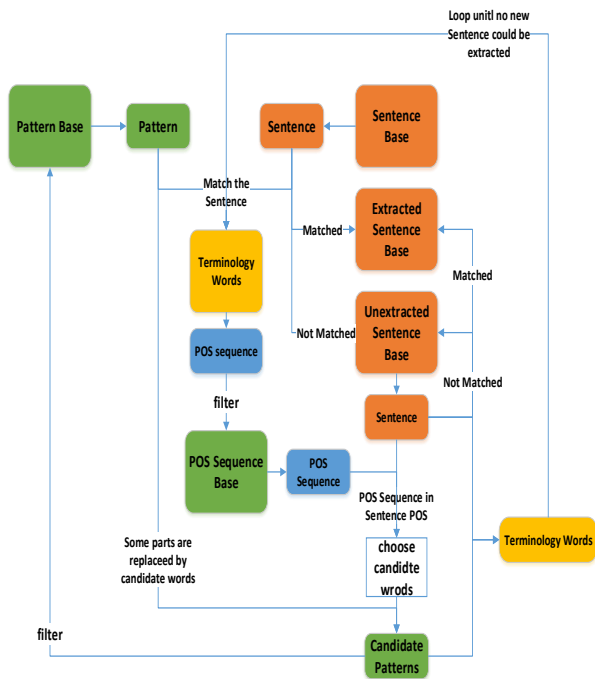 Loop unitl no new
Sentence could be
extracted
Pattern Base
Pattern
Sentence
Sentence
Base
Match the
Sentence
Extracted
Sentence
Base
Matched
Terminology
Words
Matched
Unextracted
Sentence
Base
Not Matched
POS sequence
Not Matched
filter
Sentence
POS Sequence
Base
POS
Sequence
POS Sequence in
Sentence POS
Terminology Words
Some parts are
replaceed by
candidate words
choose
candidte
wrods
filter
Candidate
Patterns